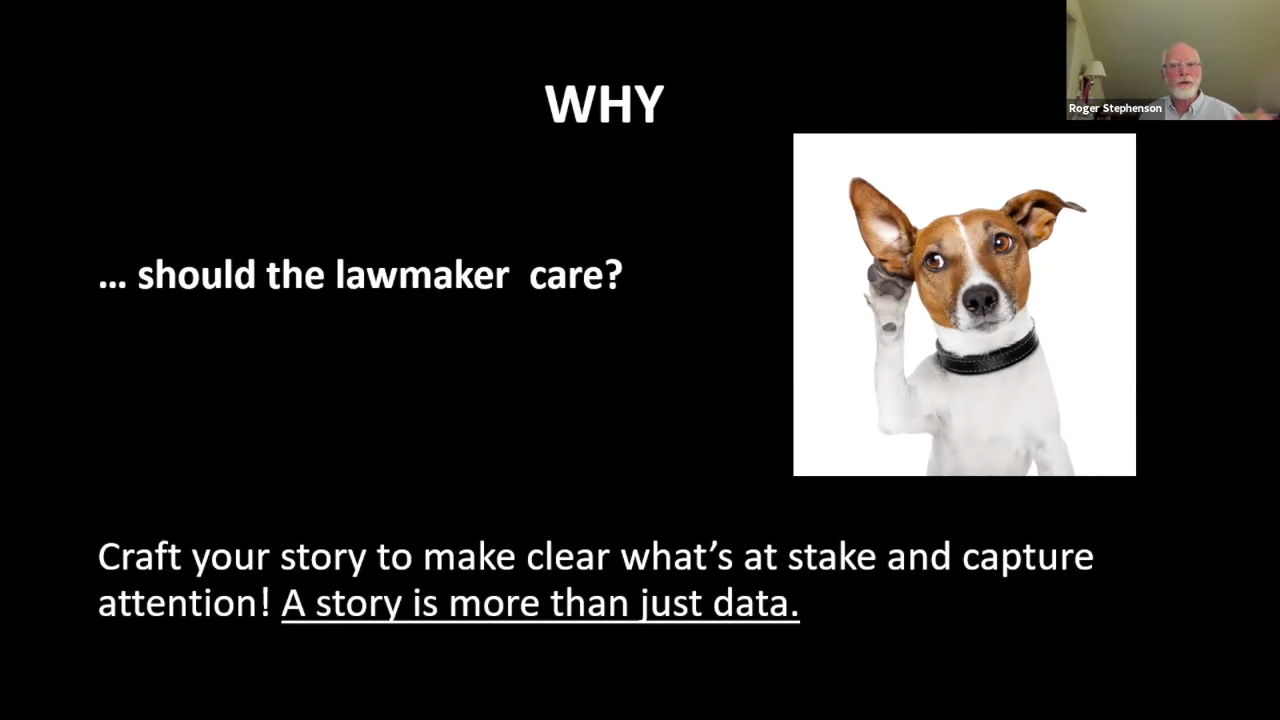 WHY
Roger Stephenson
... should the lawmaker  care?
Craft your story to make clear what’s at stake and capture
attention! A story is more than just data.